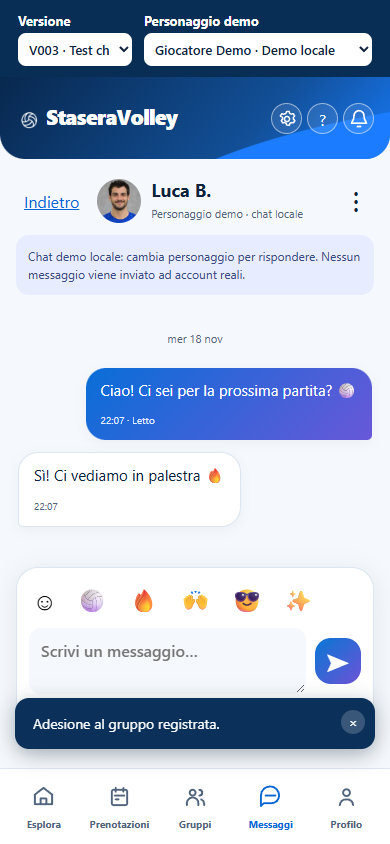 Versione
Personaggio demo
V003 · Test ch
Giocatore Demo · Demo locale
StaseraVolley
?
Indietro
Luca B.
Personaggio demo · chat locale
Chat demo locale: cambia personaggio per rispondere. Nessun
messaggio viene inviato ad account reali.
mer 18 nov
Ciao! Ci sei per la prossima partita? 🏐
22:07 · Letto
Sì! Ci vediamo in palestra 🔥
22:07
Scrivi un messaggio...
Adesione al gruppo registrata.
×
Esplora
Prenotazioni
Gruppi
Messaggi
Profilo